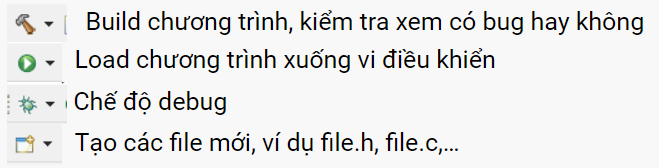 Build chương trình, kiểm tra xem có bug hay không
Load chương trình xuống vi điều khiển
Chế độ debug
Tạo các file mới, ví dụ file.h, file.c,...